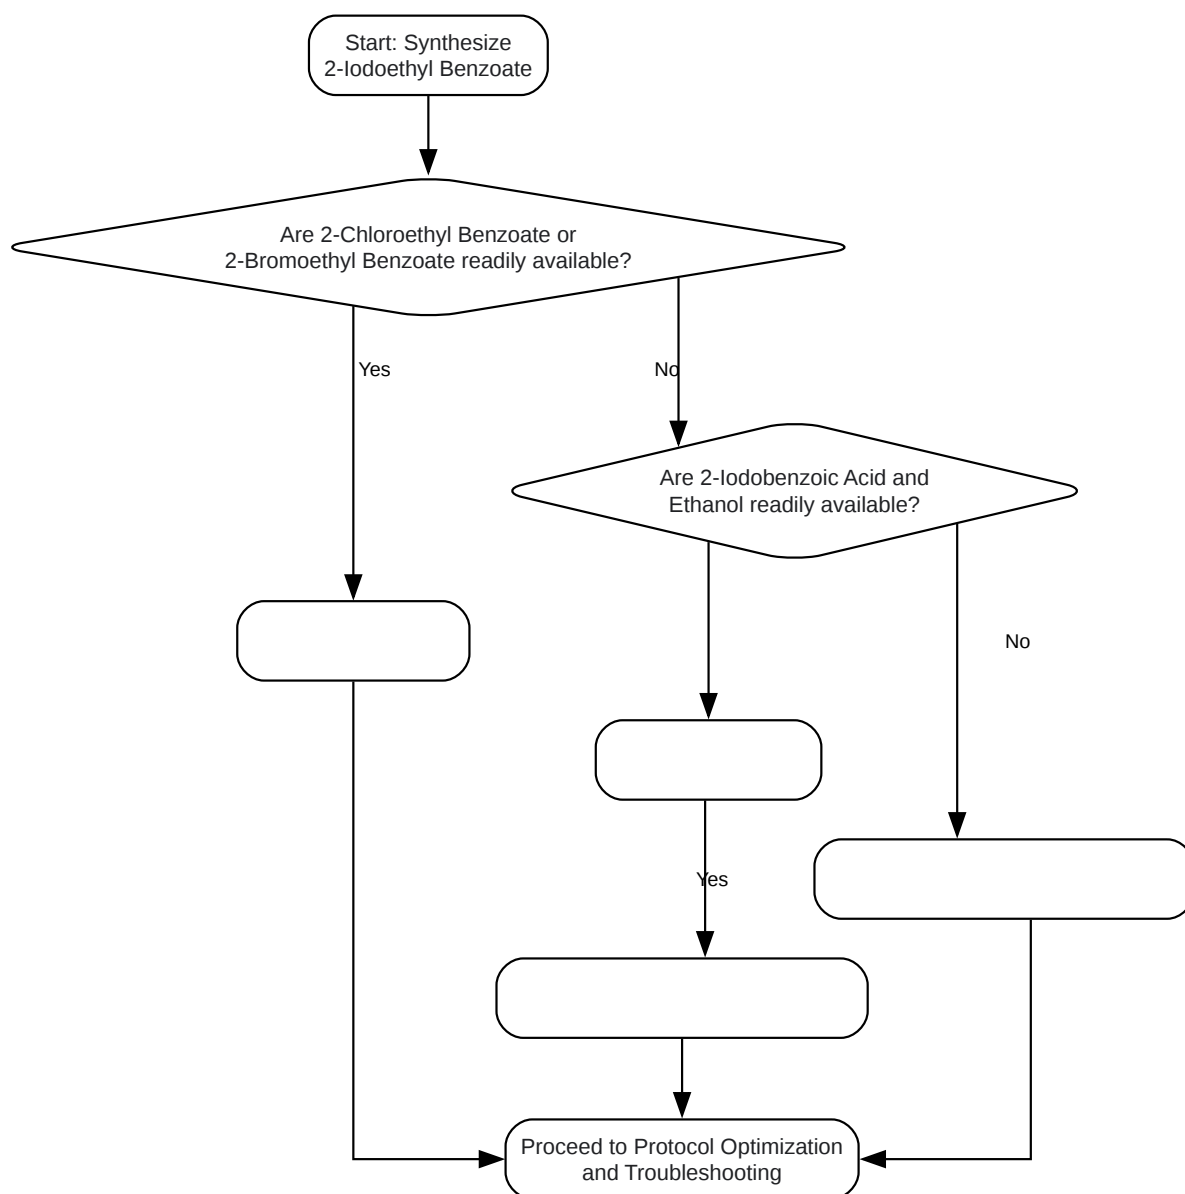 Start: Synthesize
2-Iodoethyl Benzoate
Are 2-Chloroethyl Benzoate or
2-Bromoethyl Benzoate readily available?
Yes
No
Are 2-Iodobenzoic Acid and
Ethanol readily available?
No
Yes
Proceed to Protocol Optimization
and Troubleshooting